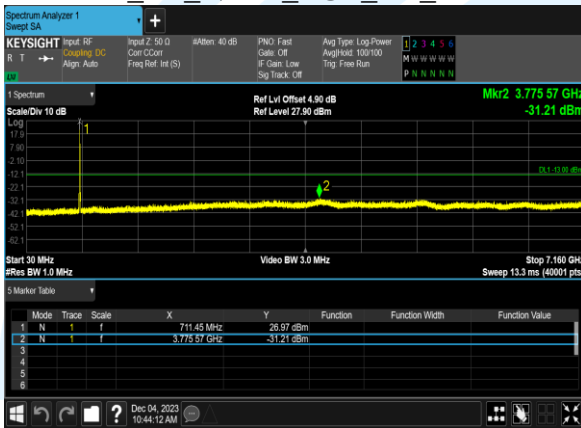 Spectrum Analyzer 1
Swept SA
+
KEYSIGHT Input: RF Input Z: 50 Ω #Atten: 40 dB PNO: Fast Avg Type: Log-Power 1 2 3 4 5 6
R T Coupling: DC Corr CCorr Gate: Off Avg|Hold: 100/100 M W W W W W
Align: Auto Freq Ref: Int (S) IF Gain: Low Trig: Free Run
Sig Track: Off P N N N N N
LV
1 Spectrum
Scale/Div 10 dB Ref Lvl Offset 4.90 dB Mkr2 3.775 57 GHz
Ref Level 27.90 dBm -31.21 dBm
Log
17.9
7.90
-2.10
-12.1
-22.1
-32.1
-42.1
-52.1
-62.1
1
DL1 -13.00 dBm
2
Start 30 MHz Video BW 3.0 MHz Stop 7.160 GHz
#Res BW 1.0 MHz Sweep 13.3 ms (40001 pts)
5 Marker Table
Mode Trace Scale X Y Function Function Width Function Value
1 N 1 f 711.45 MHz 26.97 dBm
2 N 1 f 3.775 57 GHz -31.21 dBm
3
4
5
6
? Dec 04, 2023
10:44:12 AM